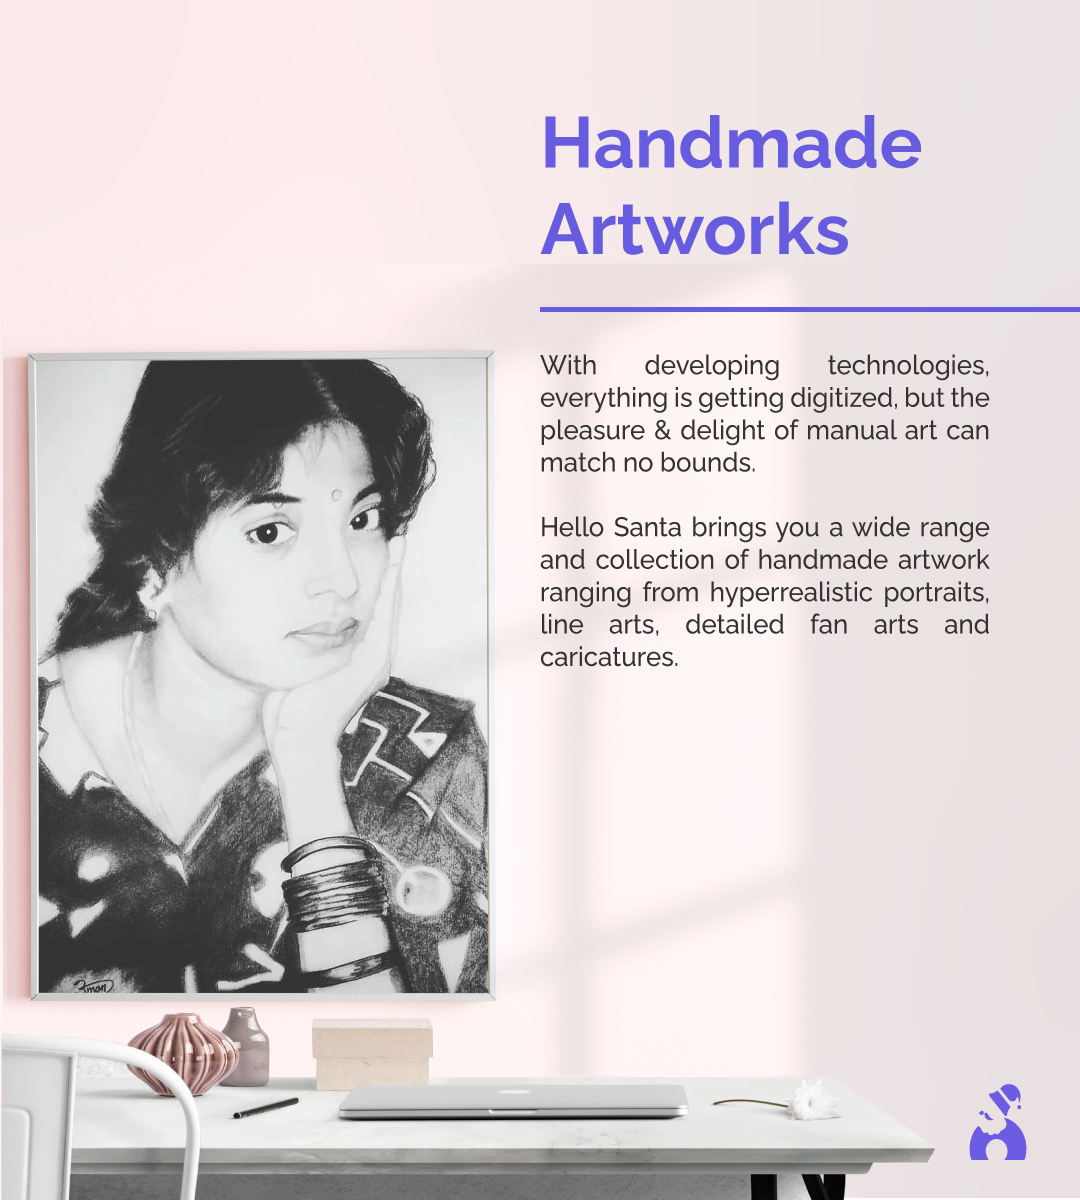 Handmade
Artworks
With developing technologies,
everything is getting digitized, but the
pleasure & delight of manual art can
match no bounds.
Hello Santa brings you a wide range
and collection of handmade artwork
ranging from hyperrealistic portraits,
line arts, detailed fan arts and
caricatures.